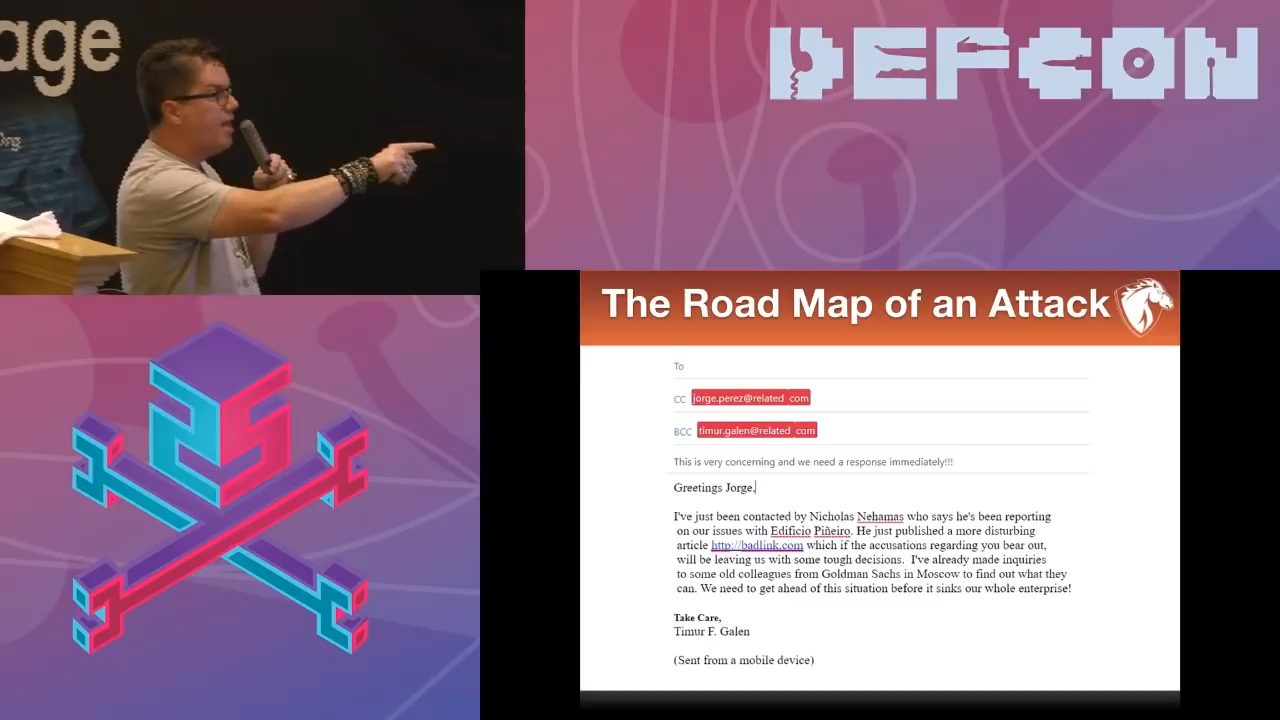 age
DEFCON
The Road Map of an Attack
To
CC jorge.perez@related com
BCC timur.galen@related com
This is very concerning and we need a response immediately!!!
Greetings Jorge,
I've just been contacted by Nicholas Nehamas who says he's been reporting
on our issues with Edificio Piñeiro. He just published a more disturbing
article http://badlink.com which if the accusations regarding you bear out,
will be leaving us with some tough decisions. I've already made inquiries
to some old colleagues from Goldman Sachs in Moscow to find out what they
can. We need to get ahead of this situation before it sinks our whole enterprise!
Take Care,
Timur F. Galen
(Sent from a mobile device)